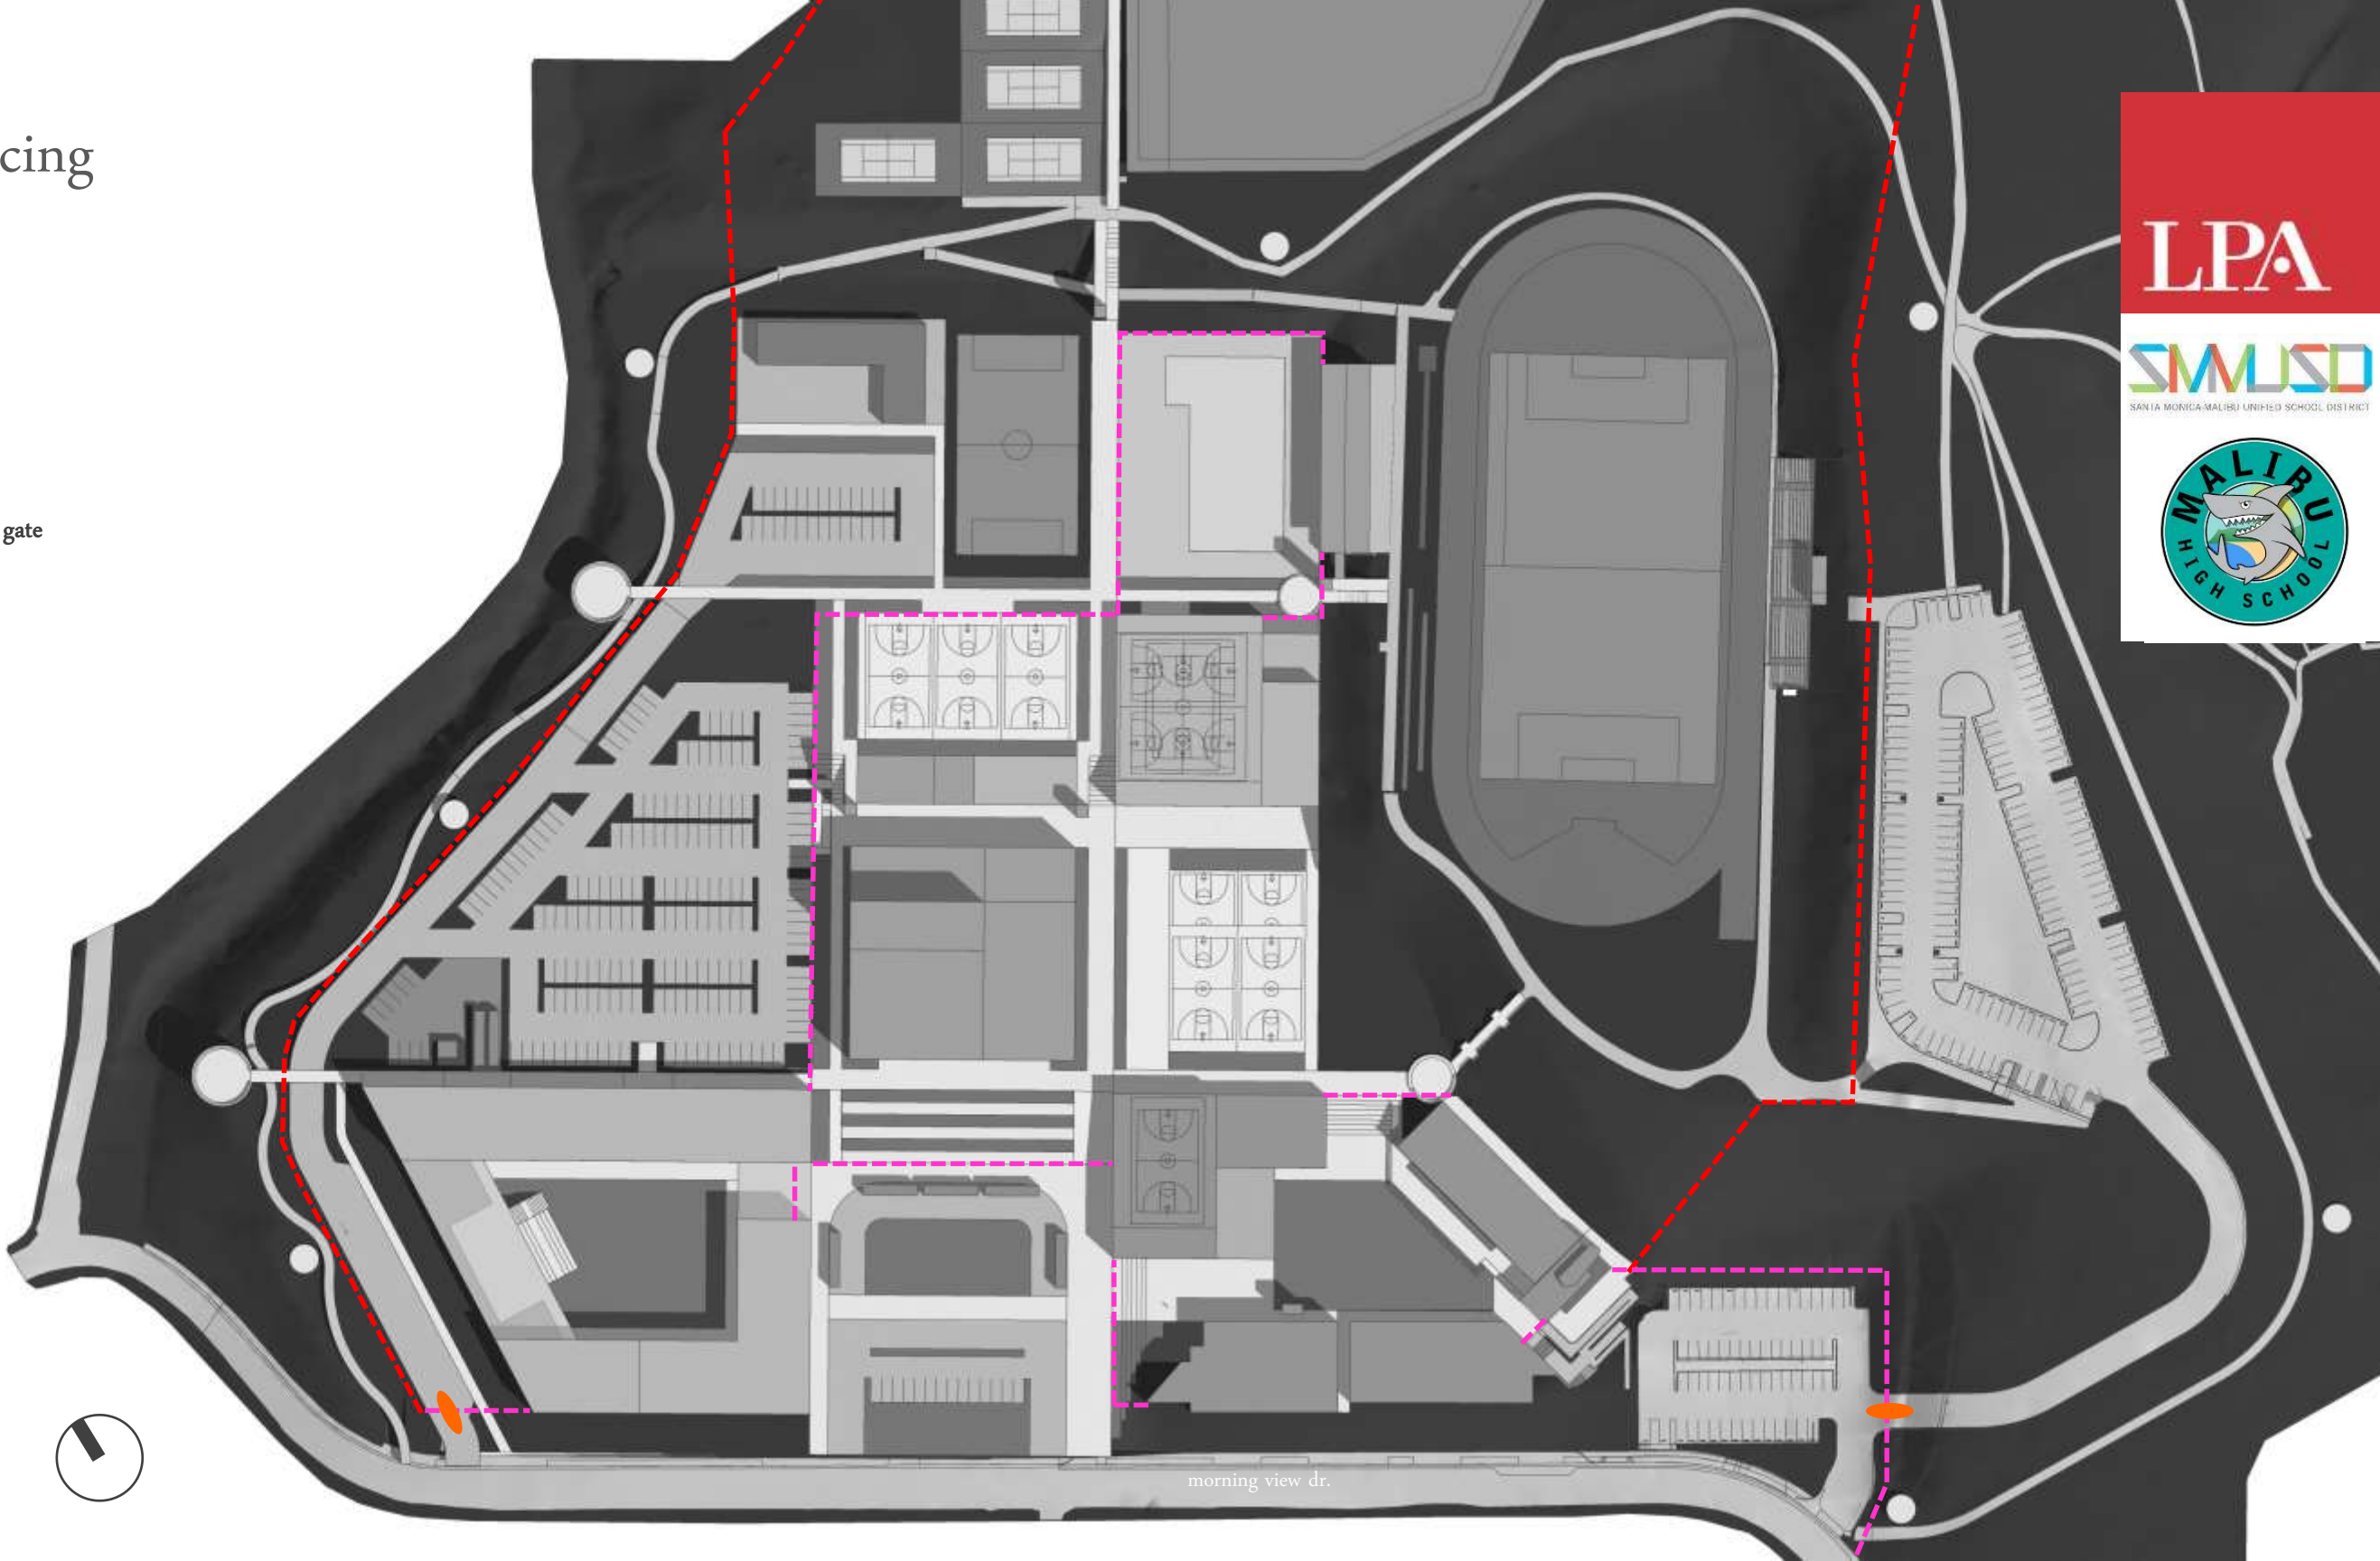 cing
gate
LPA
SMMUSD
SANTA MONICA-MALIBU UNIFIED SCHOOL DISTRICT
MALIBU
HIGH SCHOOL
morning view dr.